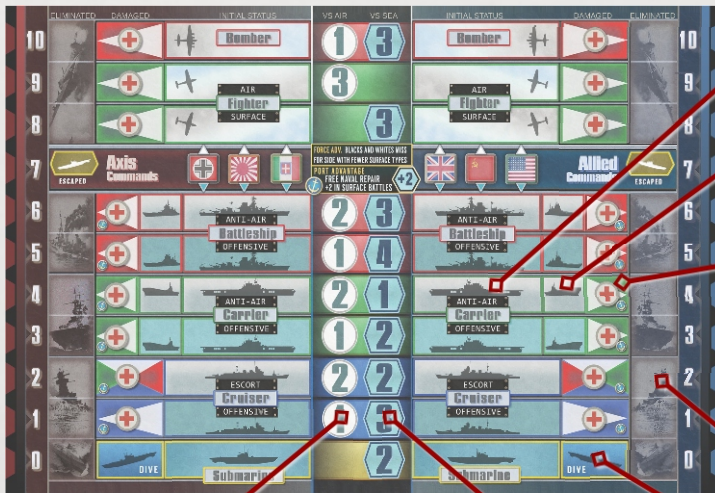 ELIMINATED DAMAGED INITIAL STATUS VS AIR VS SEA INITIAL STATUS DAMAGED ELIMINATED
10 Bomber 1 3 Bomber 10
9 AIR 3 AIR 9
Fighter Fighter
8 SURFACE 3 SURFACE 8
FORCE ADV. BLACKS AND WHITES MISS
FOR SIDE WITH FEWER SURFACE TYPES
7 ESCAPED Axis Commands PORT ADVANTAGE +2 Allied ESCAPED 7
FREE NAVAL REPAIR
+2 IN SURFACE BATTLES
6 ANTI-AIR 2 3 ANTI-AIR 6
Battleship Battleship
5 OFFENSIVE 1 4 OFFENSIVE 5
4 ANTI-AIR 2 1 ANTI-AIR 4
Carrier Carrier
3 OFFENSIVE 1 2 OFFENSIVE 3
2 ESCORT 2 2 ESCORT 2
Cruiser Cruiser
1 OFFENSIVE 3 OFFENSIVE 1
0 DIVE 2 DIVE 0
Submarine Submarine